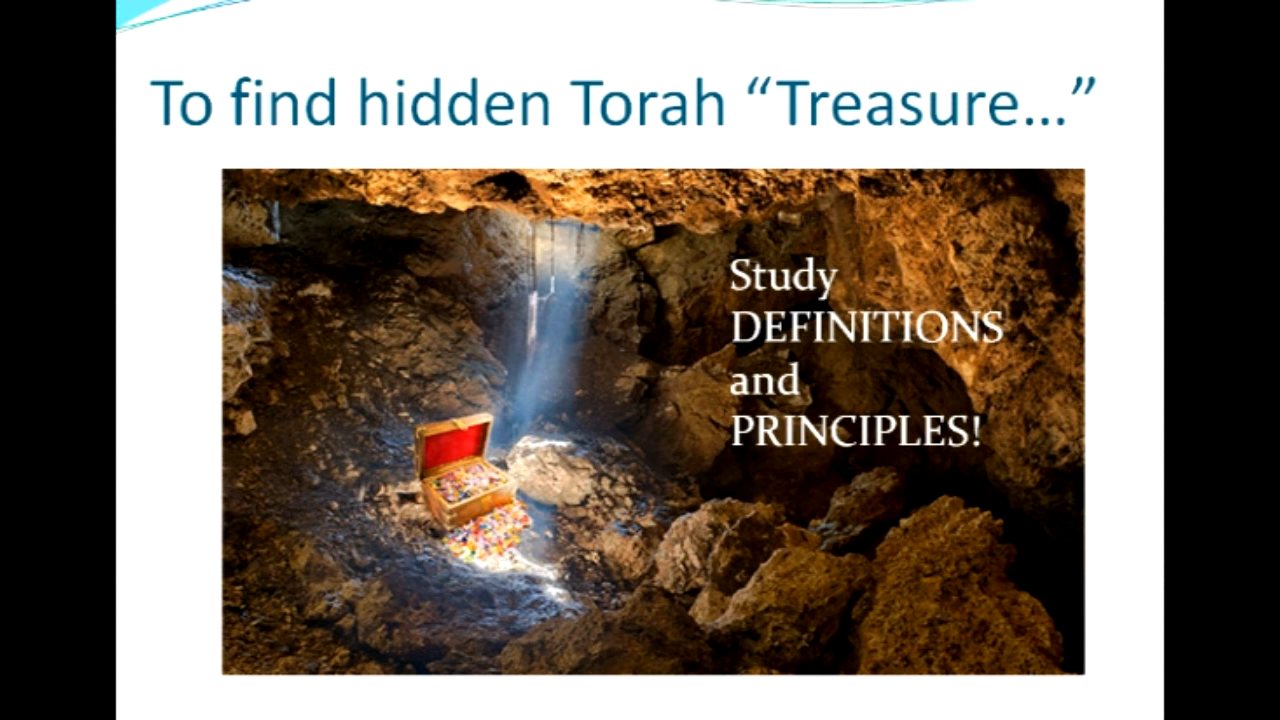 To find hidden Torah “Treasure...”
Study
DEFINITIONS
and
PRINCIPLES!